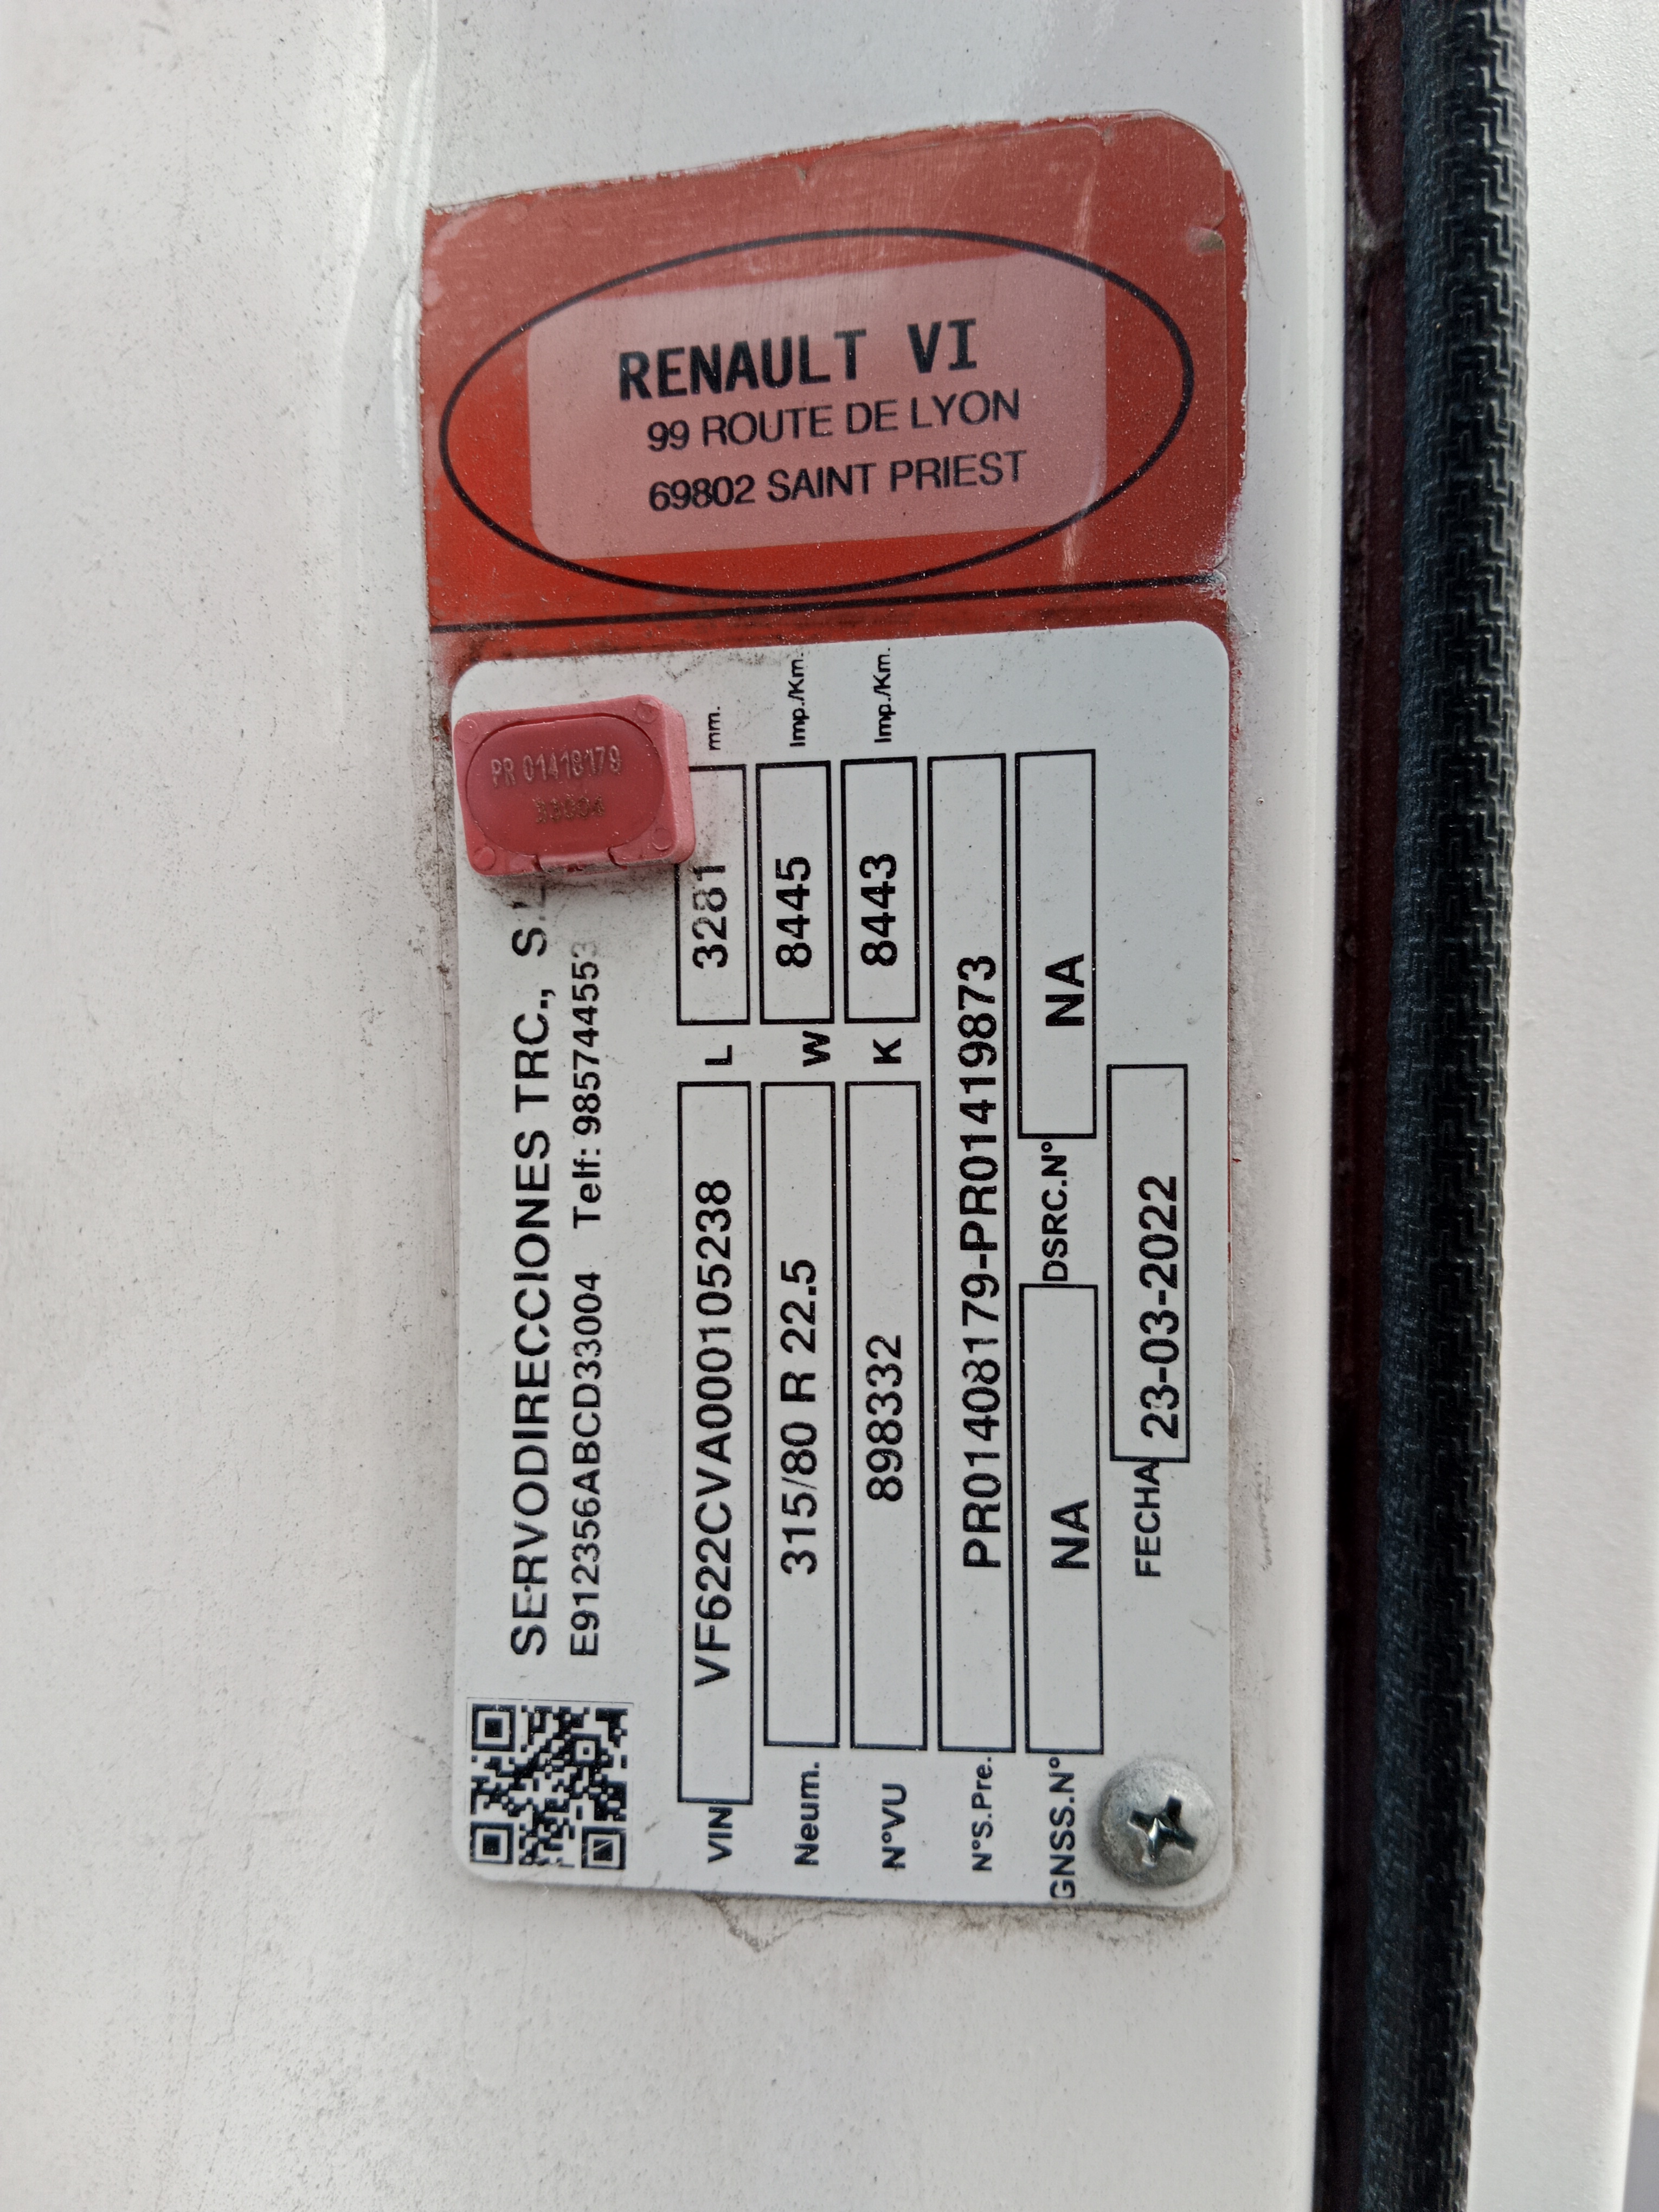 SERVODIRECCIONES TRC., S.
E912356ABCD33004 Telf: 985744553
VIN VF622CVA000105238 L 3281 mm.
Neum. 315/80 R 22.5 W 8445 Imp./Km.
N°VU 898332 K 8443 Imp./Km.
N°S.Pre. PR01408179-PR01419873
GNSS.N° NA DSRC.N° NA
FECHA 23-03-2022
PR 01418179
RENAULT VI
99 ROUTE DE LYON
69802 SAINT PRIEST